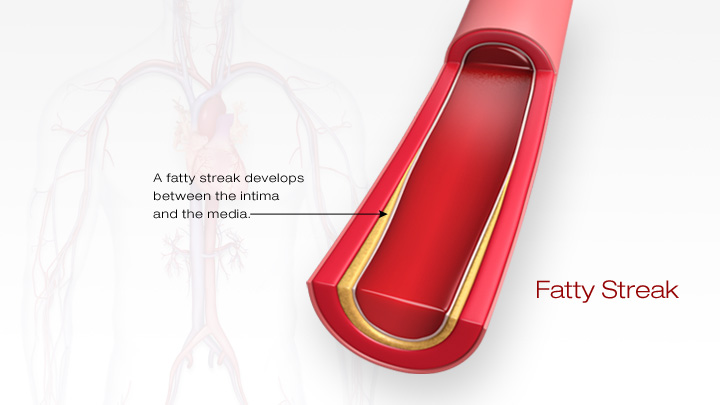 A fatty streak develops
between the intima
and the media.
Fatty Streak